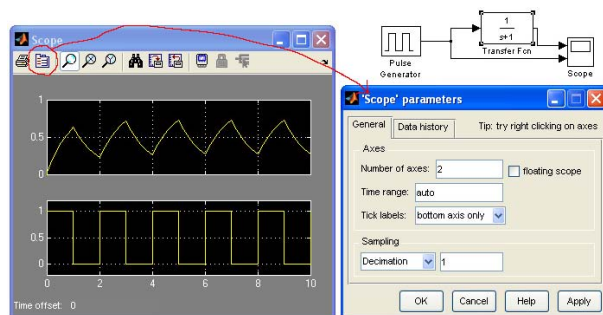 Scope
1
0.5
0
1
0.5
0
0 2 4 6 8 10
Time offset: 0
Pulse
Generator
1
s+1
Transfer Fcn
Scope
'Scope' parameters
General Data history Tip: try right clicking on axes
Axes
Number of axes: 2 floating scope
Time range: auto
Tick labels: bottom axis only
Sampling
Decimation 1
OK Cancel Help Apply